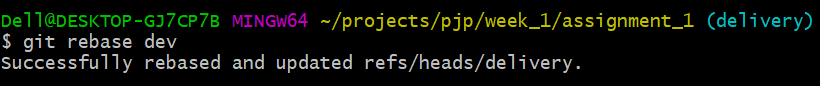 Dell@DESKTOP-GJ7CP7B MINGW64 ~/projects/pjp/week_1/assignment_1 (delivery)
$ git rebase dev
Successfully rebased and updated refs/heads/delivery.